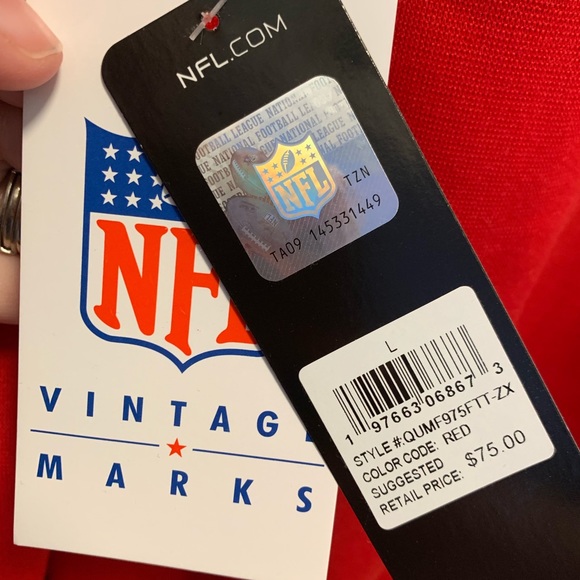 NFL.COM
NATIONAL FOOTBALL LEAGUE
NFL
TZN
TA09 145331449
NFL
VINTAGE
MARKS
L
1 97663 06867 3
STYLE #:QUMF975FTT-ZX
COLOR CODE: RED
SUGGESTED
RETAIL PRICE: $75.00